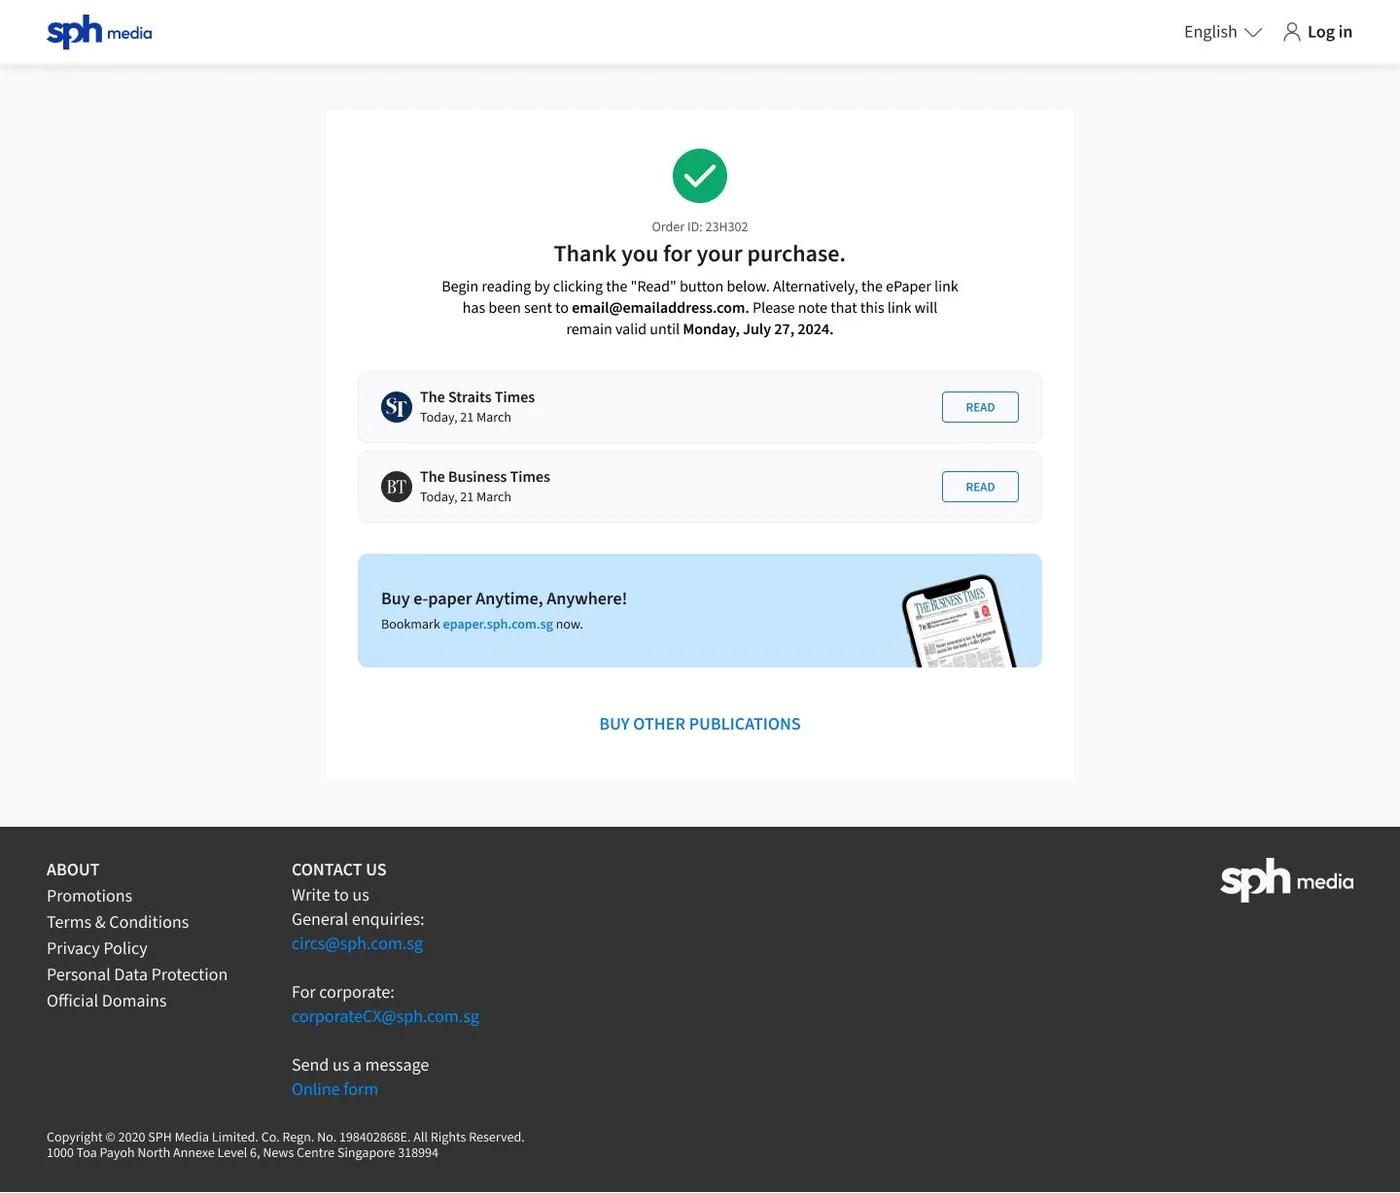 sph media
English
Log in
Order ID: 23H302
Thank you for your purchase.
Begin reading by clicking the "Read" button below. Alternatively, the ePaper link
has been sent to email@emailaddress.com. Please note that this link will
remain valid until Monday, July 27, 2024.
ST
The Straits Times
Today, 21 March
READ
BT
The Business Times
Today, 21 March
READ
Buy e-paper Anytime, Anywhere!
Bookmark epaper.sph.com.sg now.
THE BUSINESS TIMES
BUY OTHER PUBLICATIONS
ABOUT
Promotions
Terms & Conditions
Privacy Policy
Personal Data Protection
Official Domains
CONTACT US
Write to us
General enquiries:
circs@sph.com.sg
For corporate:
corporateCX@sph.com.sg
Send us a message
Online form
sph media
Copyright © 2020 SPH Media Limited. Co. Regn. No. 198402868E. All Rights Reserved.
1000 Toa Payoh North Annexe Level 6, News Centre Singapore 318994